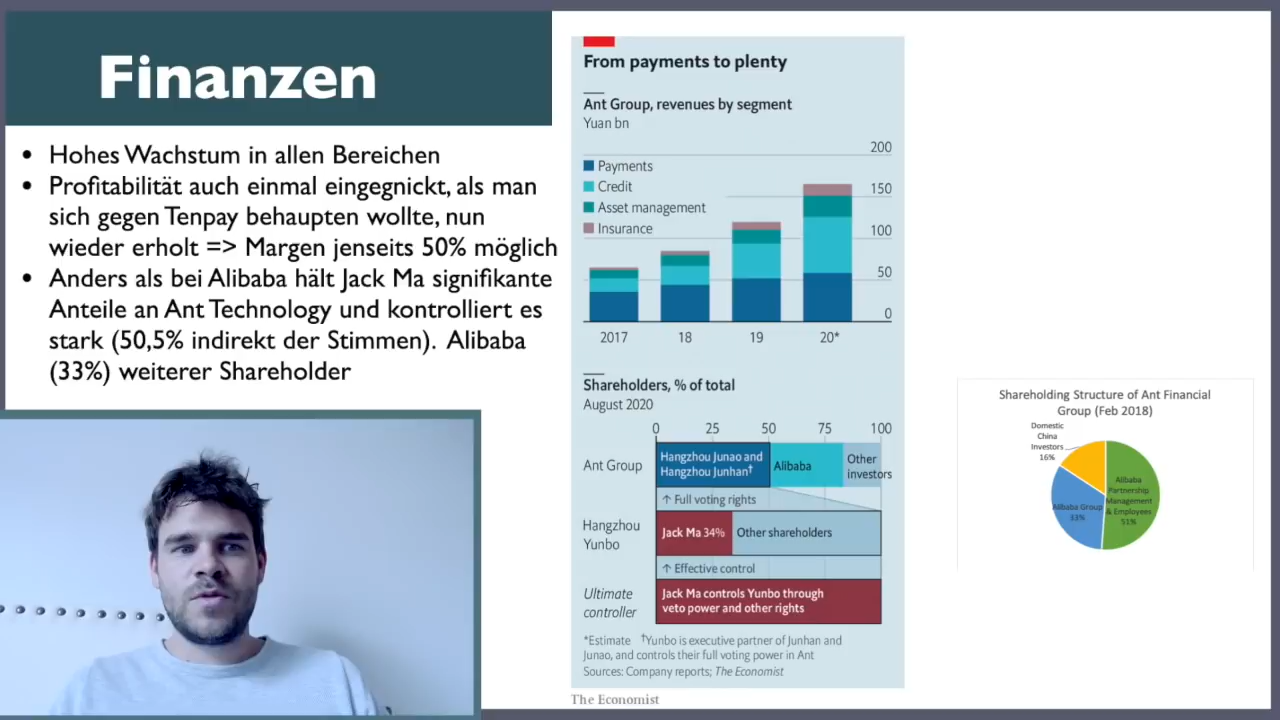 Finanzen
• Hohes Wachstum in allen Bereichen
• Profitabilität auch einmal eingegnickt, als man
sich gegen Tenpay behaupten wollte, nun
wieder erholt => Margen jenseits 50% möglich
• Anders als bei Alibaba hält Jack Ma signifikante
Anteile an Ant Technology und kontrolliert es
stark (50,5% indirekt der Stimmen). Alibaba
(33%) weiterer Shareholder
From payments to plenty
Ant Group, revenues by segment
Yuan bn
200
Payments
Credit
150
Asset management
Insurance
100
50
0
2017
18
19
20*
Shareholders, % of total
August 2020
0
25
50
75
100
Ant Group
Hangzhou Junao and
Hangzhou Junhan†
Alibaba
Other
investors
↑ Full voting rights
Hangzhou
Yunbo
Jack Ma 34%
Other shareholders
↑ Effective control
Ultimate
controller
Jack Ma controls Yunbo through
veto power and other rights
*Estimate †Yunbo is executive partner of Junhan and
Junao, and controls their full voting power in Ant
Sources: Company reports; The Economist
The Economist
Shareholding Structure of Ant Financial
Group (Feb 2018)
Domestic
China
Investors
16%
Alibaba Group
33%
Alibaba
Partnership
Management
& Employees
51%